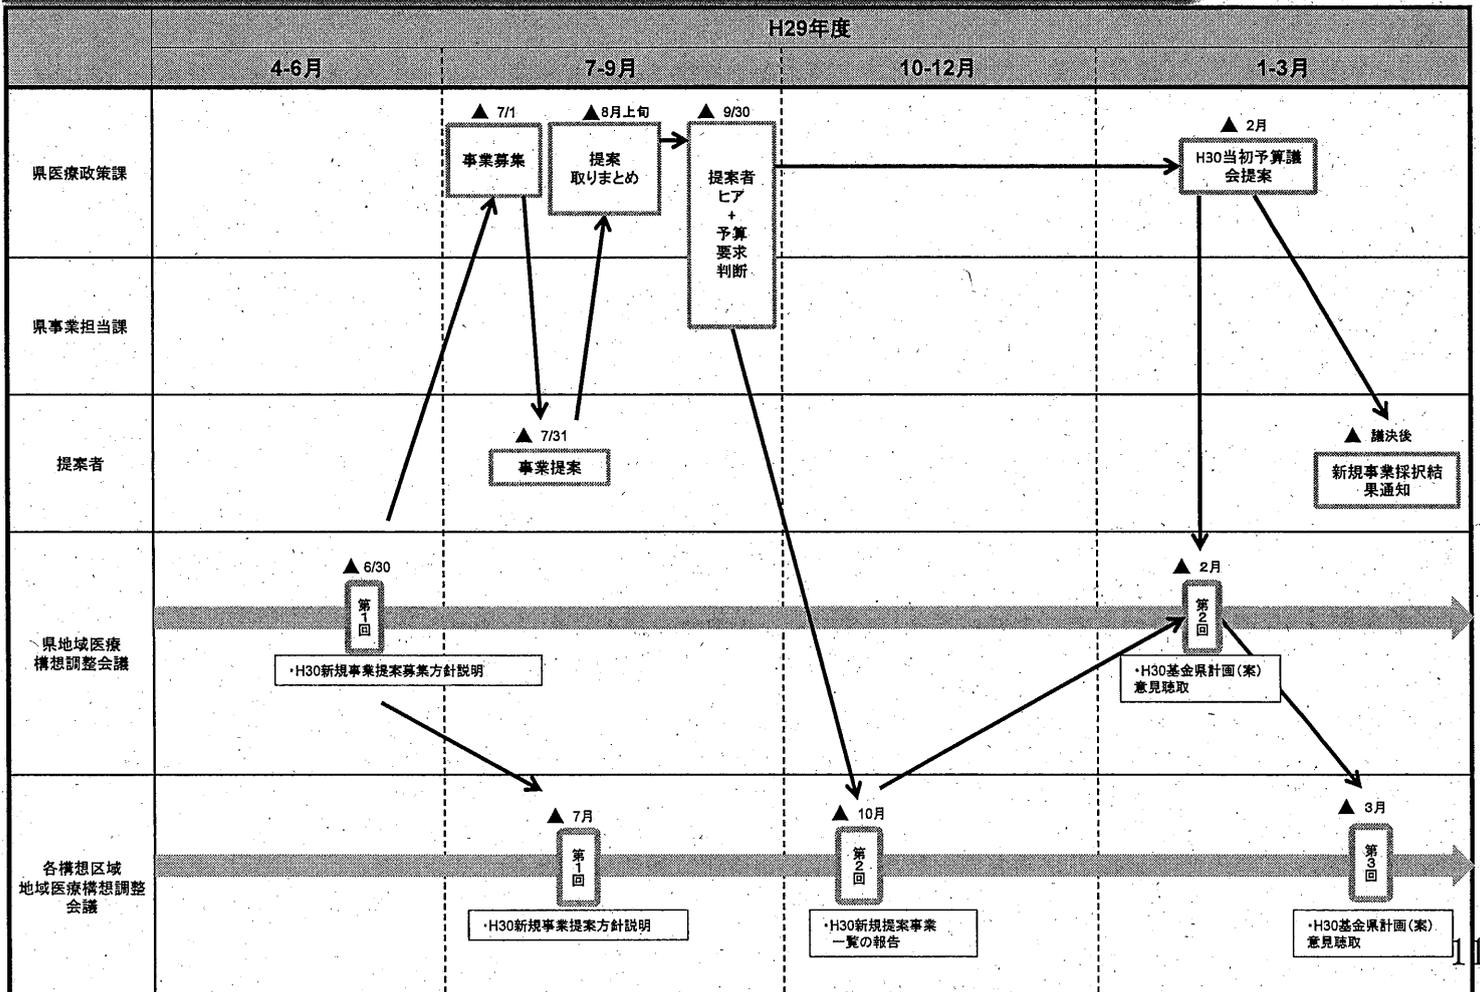 H29年度
4-6月
7-9月
10-12月
1-3月
県医療政策課
▲ 7/1
事業募集
▲8月上旬
提案
取りまとめ
▲ 9/30
提案者
ヒア
+
予算
要求
判断
▲ 2月
H30当初予算議
会提案
県事業担当課
提案者
▲ 7/31
事業提案
▲ 議決後
新規事業採択結
果通知
県地域医療
構想調整会議
▲ 6/30
第1回
・H30新規事業提案募集方針説明
▲ 2月
第2回
・H30基金県計画(案)
意見聴取
各構想区域
地域医療構想調整
会議
▲ 7月
第1回
・H30新規事業提案方針説明
▲ 10月
第2回
・H30新規提案事業
一覧の報告
▲ 3月
第3回
・H30基金県計画(案)
意見聴取
11